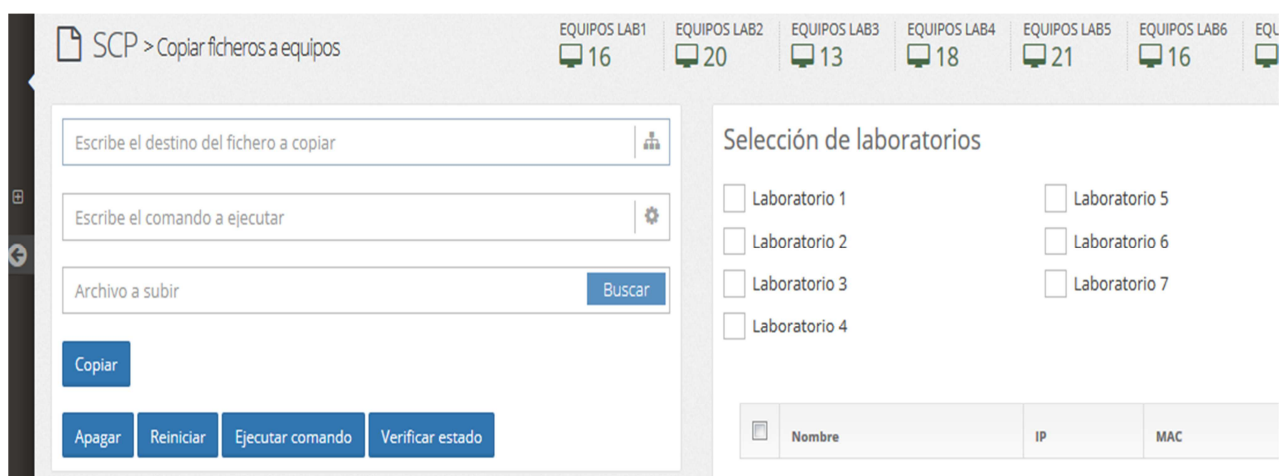 SCP > Copiar ficheros a equipos
EQUIPOS LAB1
16
EQUIPOS LAB2
20
EQUIPOS LAB3
13
EQUIPOS LAB4
18
EQUIPOS LAB5
21
EQUIPOS LAB6
16
Escribe el destino del fichero a copiar
Escribe el comando a ejecutar
Archivo a subir
Buscar
Copiar
Apagar
Reiniciar
Ejecutar comando
Verificar estado
Selección de laboratorios
Laboratorio 1
Laboratorio 2
Laboratorio 3
Laboratorio 4
Laboratorio 5
Laboratorio 6
Laboratorio 7
Nombre
IP
MAC